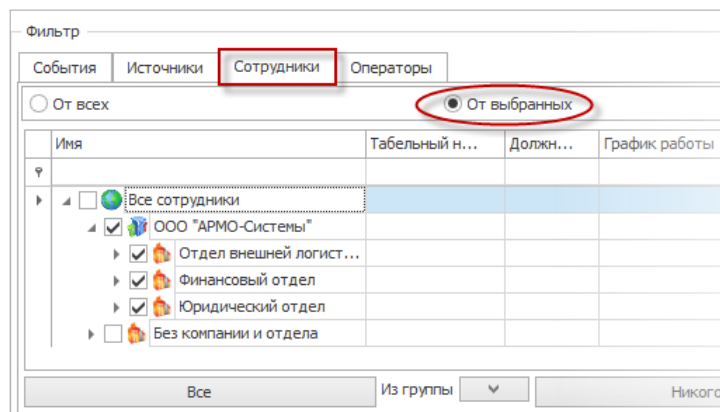 Фильтр
События Источники Сотрудники Операторы
От всех От выбранных
Имя Табельный н... Должн... График работы
Все сотрудники
ООО "АРМО-Системы"
Отдел внешней логист...
Финансовый отдел
Юридический отдел
Без компании и отдела
Все Из группы Никого